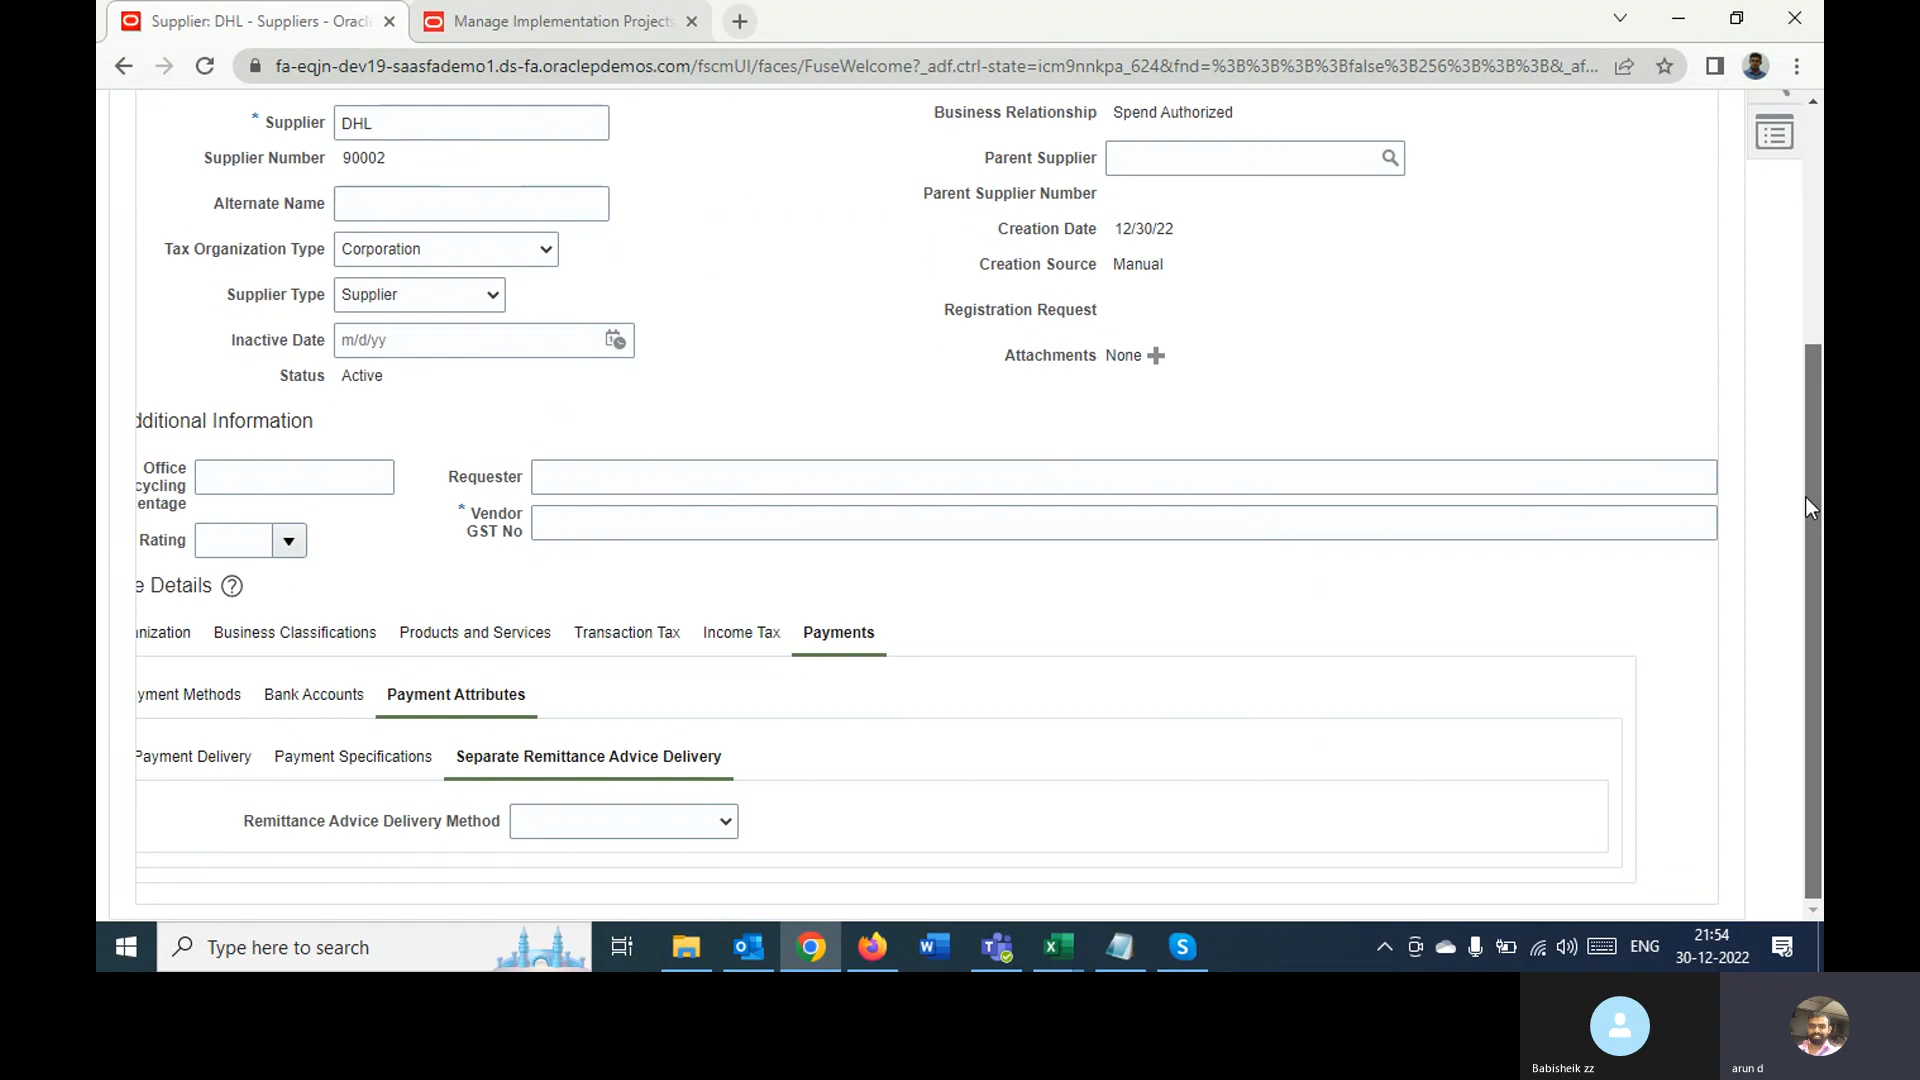 Supplier: DHL - Suppliers - Oracle
Manage Implementation Projects
fa-eqjn-dev19-saasfademo1.ds-fa.oraclepdemos.com/fscmUI/faces/FuseWelcome?_adf.ctrl-state=icm9nnkpa_624&fnd=%3B%3B%3B%3Bfalse%3B256%3B%3B%3B&_af...
* Supplier DHL
Business Relationship Spend Authorized
Supplier Number 90002
Parent Supplier
Alternate Name
Parent Supplier Number
Creation Date 12/30/22
Tax Organization Type Corporation
Creation Source Manual
Supplier Type Supplier
Registration Request
Inactive Date m/d/yy
Attachments None
Status Active
dditional Information
Office
cycling
entage
Requester
* Vendor
GST No
Rating
e Details
nization Business Classifications Products and Services Transaction Tax Income Tax Payments
yment Methods Bank Accounts Payment Attributes
Payment Delivery Payment Specifications Separate Remittance Advice Delivery
Remittance Advice Delivery Method
Type here to search
ENG
21:54
30-12-2022
Babisheik zz
arun d